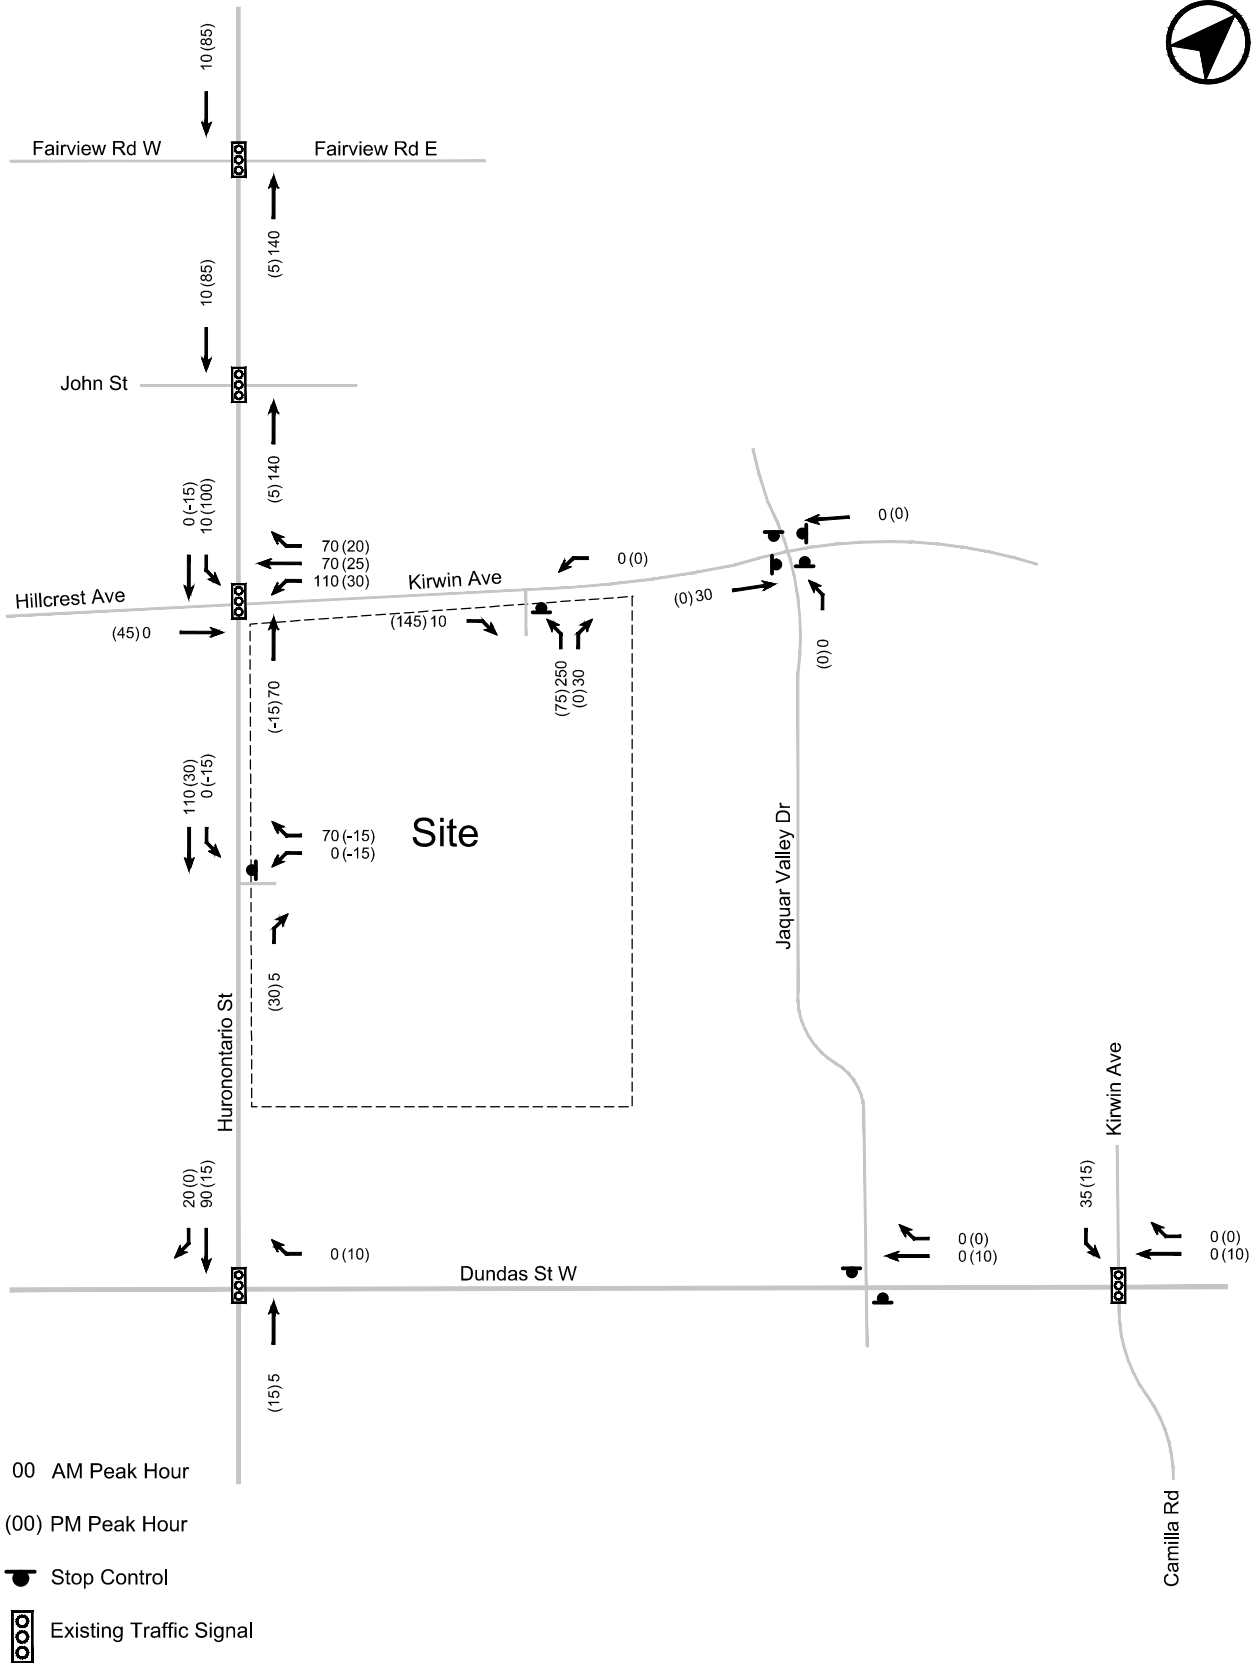 10 (85)
Fairview Rd W
Fairview Rd E
(5) 140
10 (85)
John St
(5) 140
0 (-15)
10 (100)
70 (20)
70 (25)
110 (30)
Hillcrest Ave
Kirwin Ave
0 (0)
0 (0)
(45) 0
(145) 10
(0) 30
(0) 0
(75) 250
(0) 30
(-15) 70
110 (30)
0 (-15)
70 (-15)
0 (-15)
Site
Jaquar Valley Dr
(30) 5
Huronontario St
Kirwin Ave
20 (0)
90 (15)
0 (10)
Dundas St W
0 (0)
0 (10)
35 (15)
0 (0)
0 (10)
(15) 5
Camilla Rd
00 AM Peak Hour
(00) PM Peak Hour
Stop Control
Existing Traffic Signal